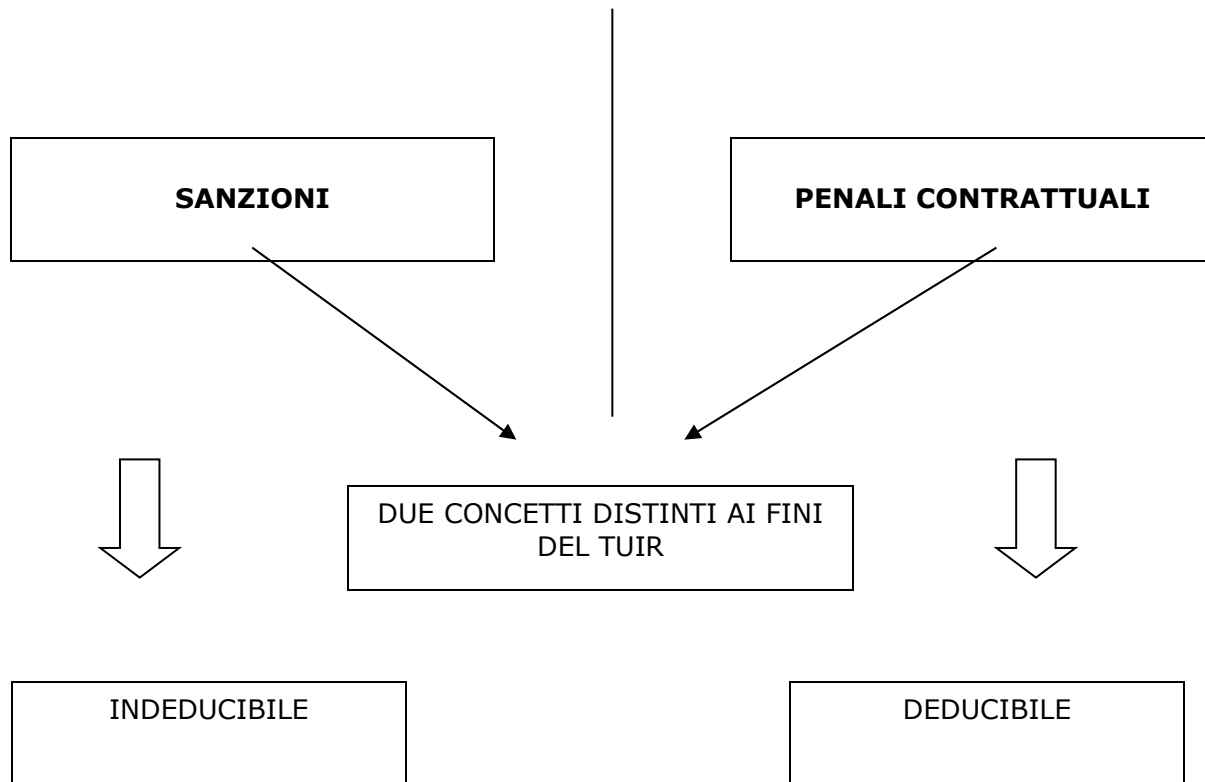 SANZIONI
PENALI CONTRATTUALI
DUE CONCETTI DISTINTI AI FINI
DEL TUIR
INDEDUCIBILE
DEDUCIBILE